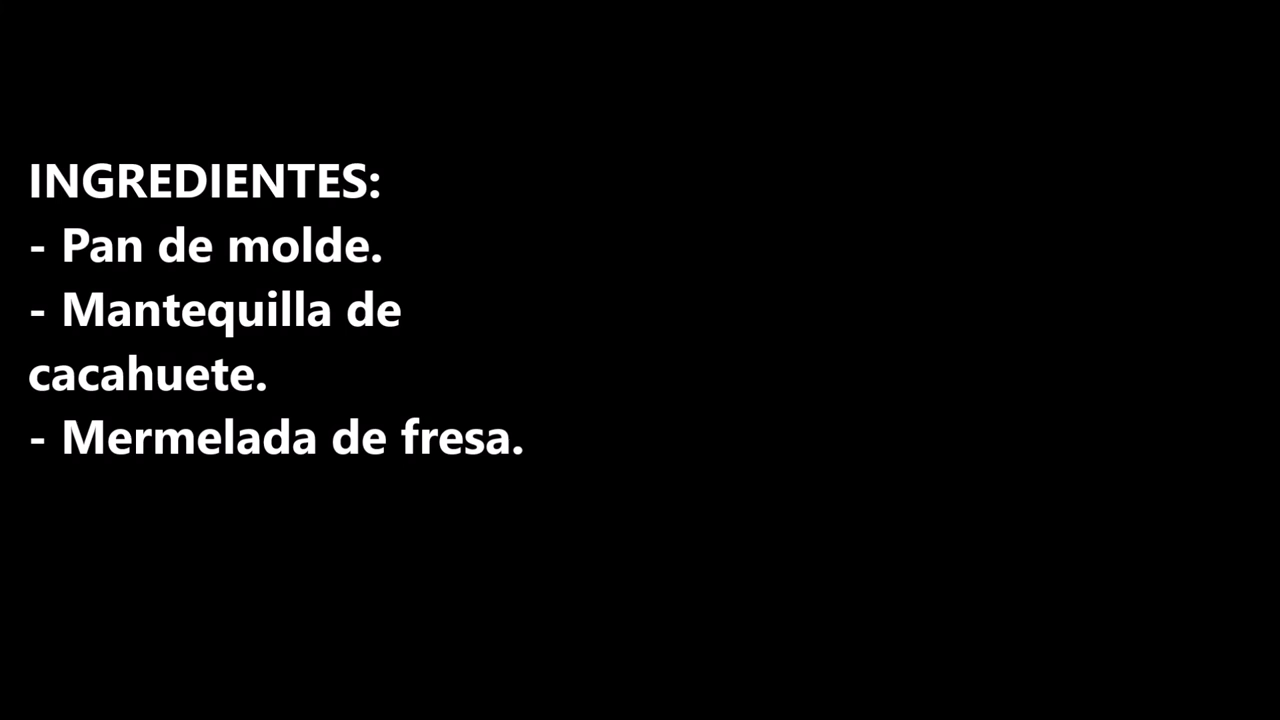 INGREDIENTES:
- Pan de molde.
- Mantequilla de
cacahuete.
- Mermelada de fresa.